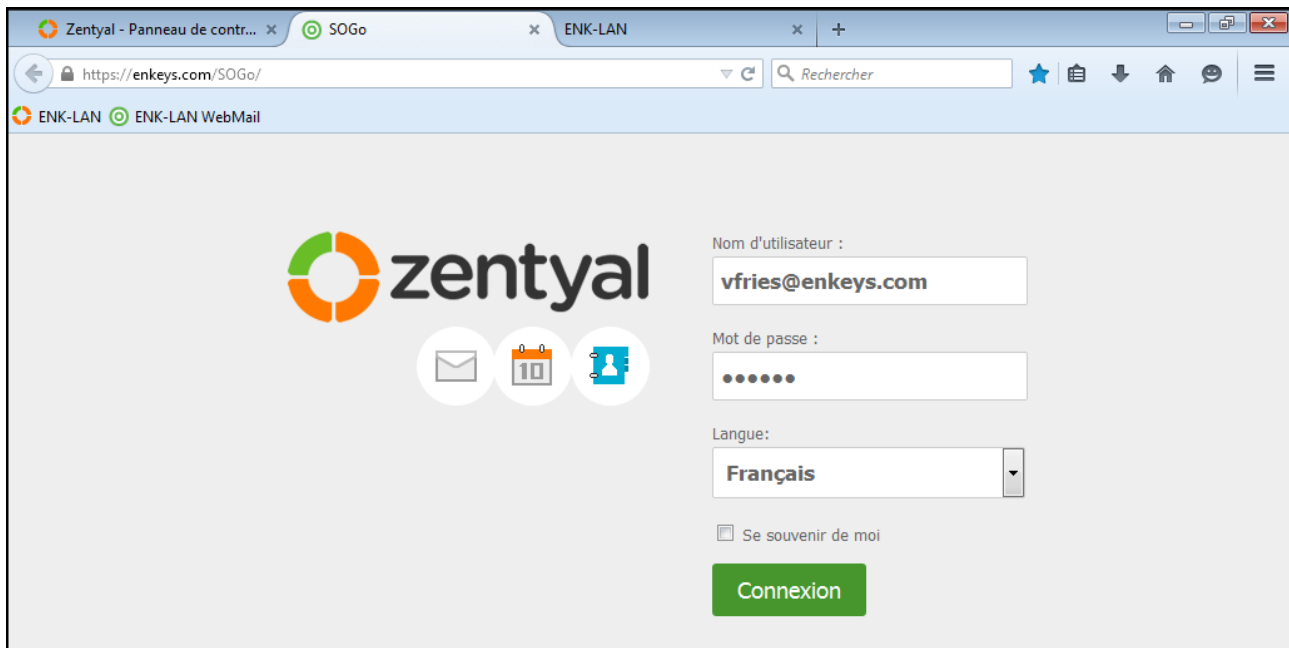 Zentyal - Panneau de contr...
SOGo
ENK-LAN
https://enkeys.com/SOGo/
Rechercher
ENK-LAN
ENK-LAN WebMail
zentyal
10
Nom d'utilisateur :
vfries@enkeys.com
Mot de passe :
••••••
Langue:
Français
Se souvenir de moi
Connexion